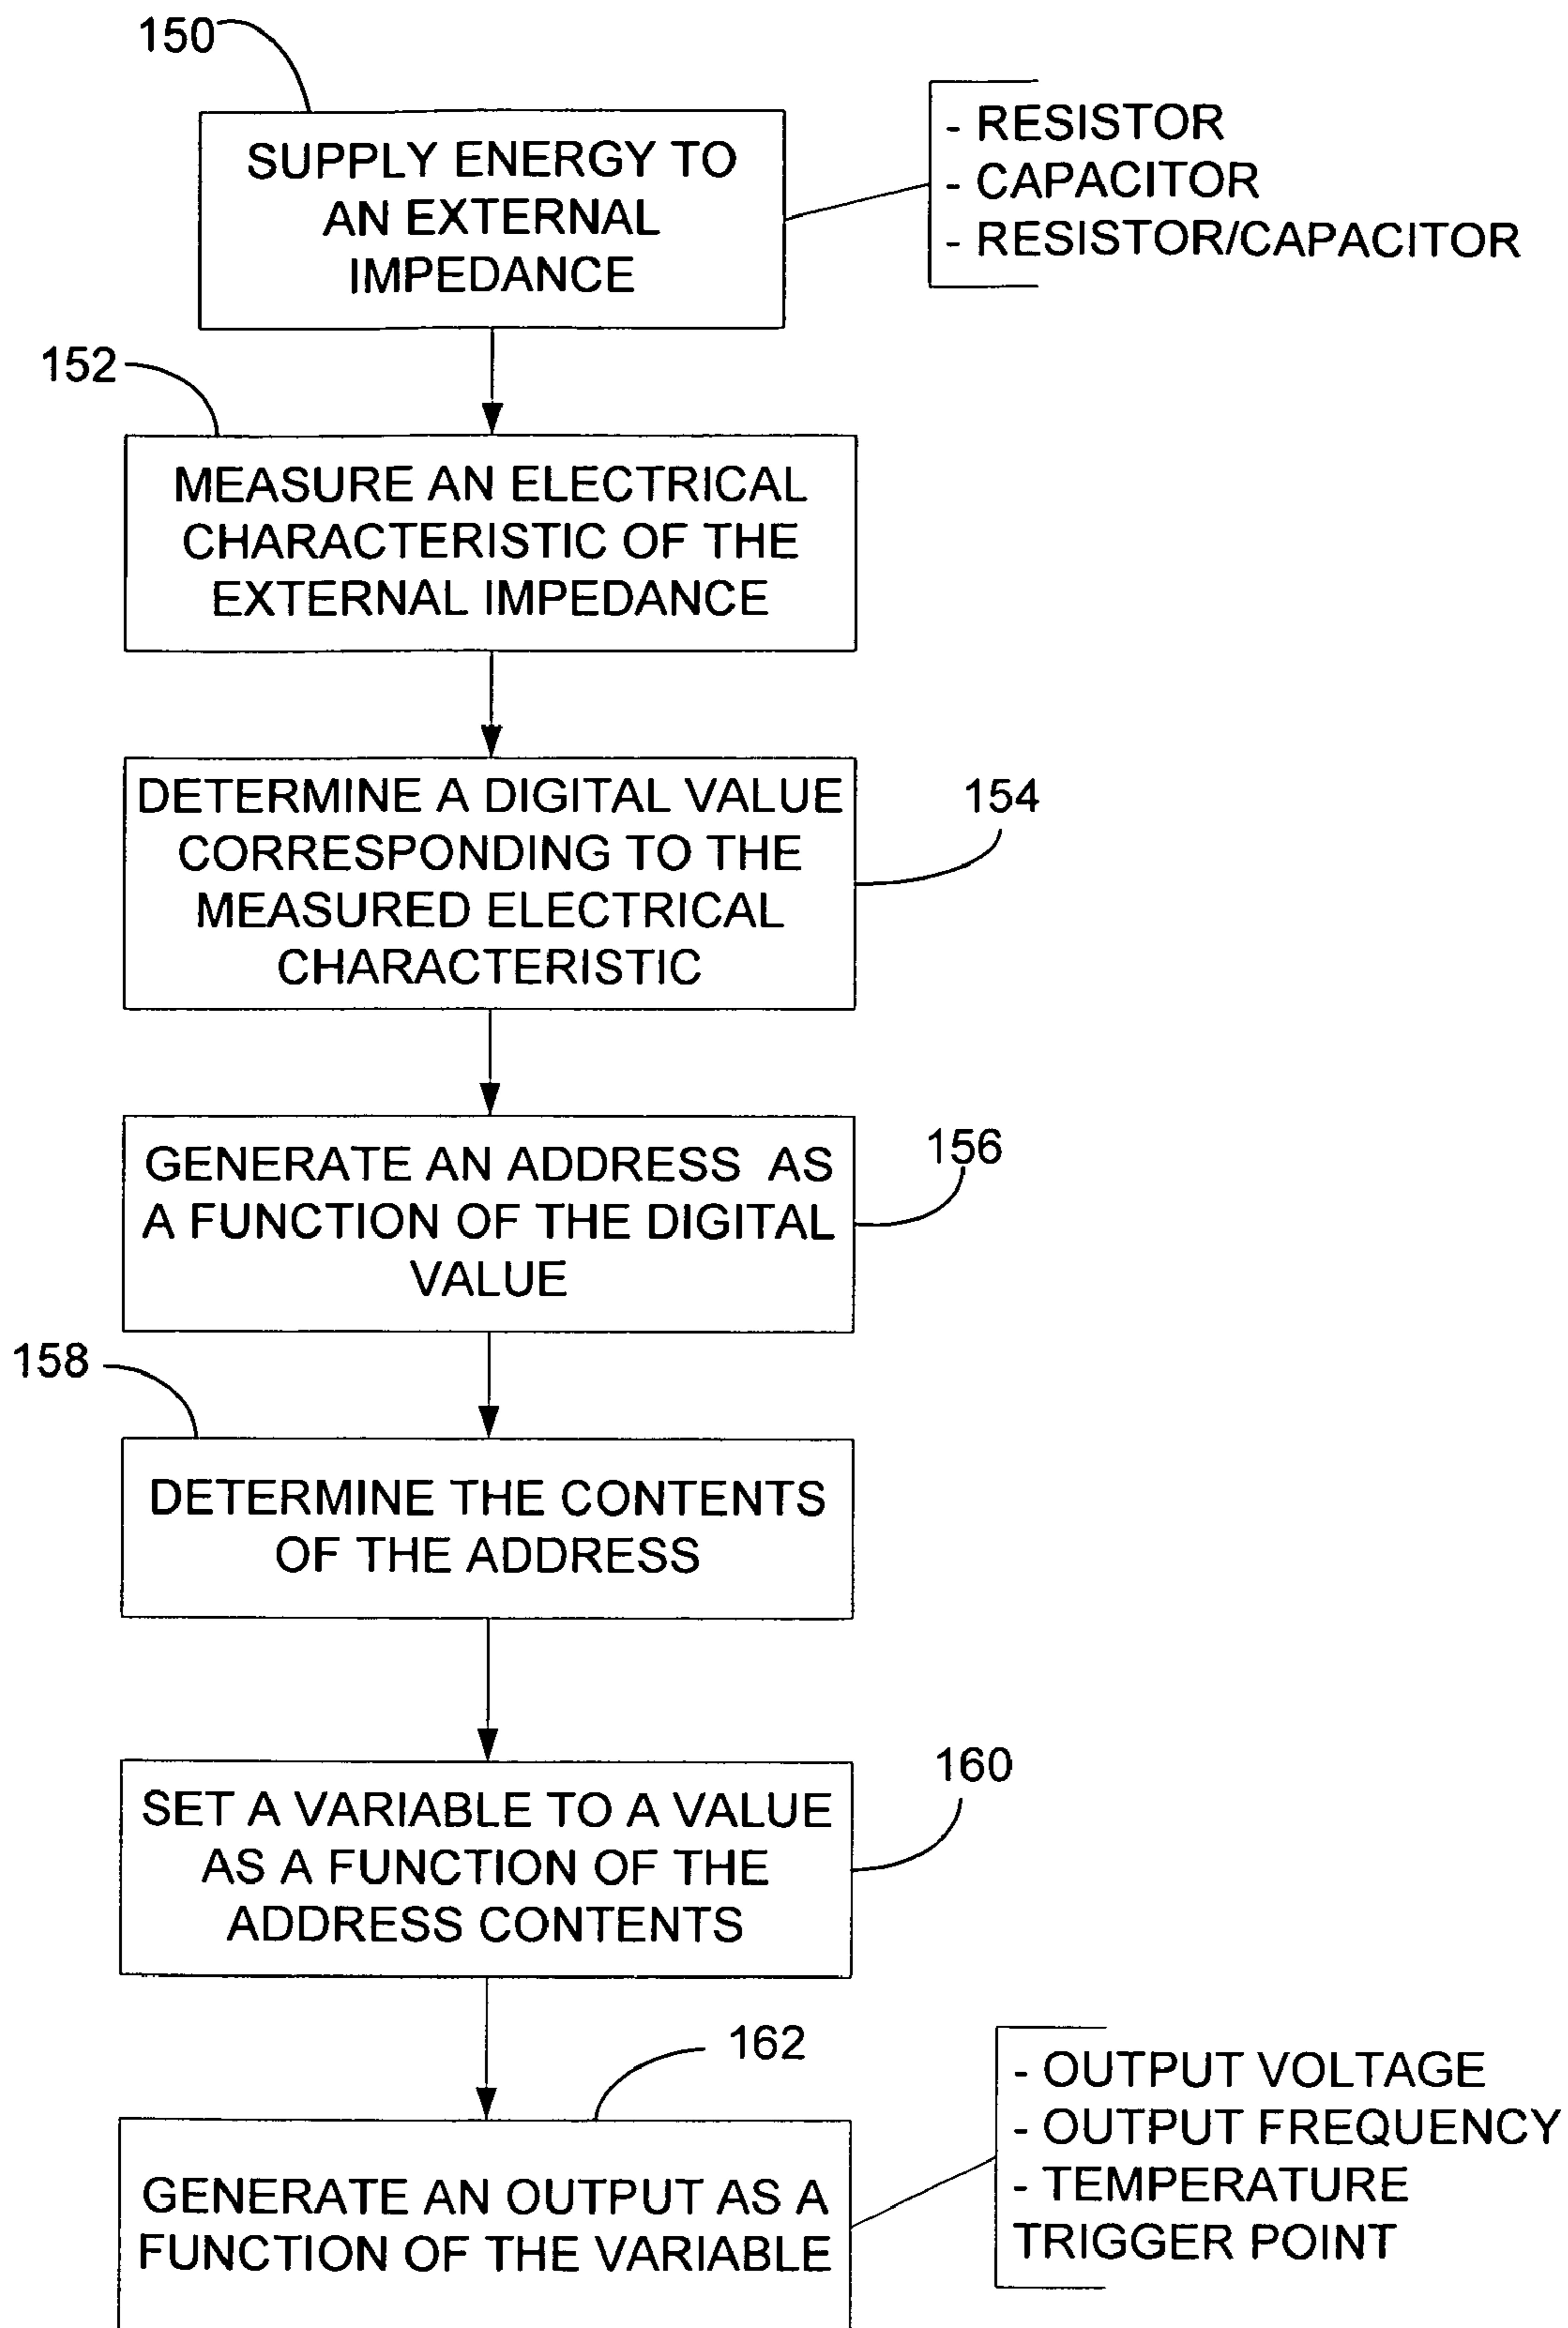 150
SUPPLY ENERGY TO
AN EXTERNAL
IMPEDANCE
- RESISTOR
- CAPACITOR
- RESISTOR/CAPACITOR
152
MEASURE AN ELECTRICAL
CHARACTERISTIC OF THE
EXTERNAL IMPEDANCE
DETERMINE A DIGITAL VALUE
CORRESPONDING TO THE
MEASURED ELECTRICAL
CHARACTERISTIC
154
GENERATE AN ADDRESS AS
A FUNCTION OF THE DIGITAL
VALUE
156
158
DETERMINE THE CONTENTS
OF THE ADDRESS
SET A VARIABLE TO A VALUE
AS A FUNCTION OF THE
ADDRESS CONTENTS
160
162
GENERATE AN OUTPUT AS A
FUNCTION OF THE VARIABLE
- OUTPUT VOLTAGE
- OUTPUT FREQUENCY
- TEMPERATURE
TRIGGER POINT